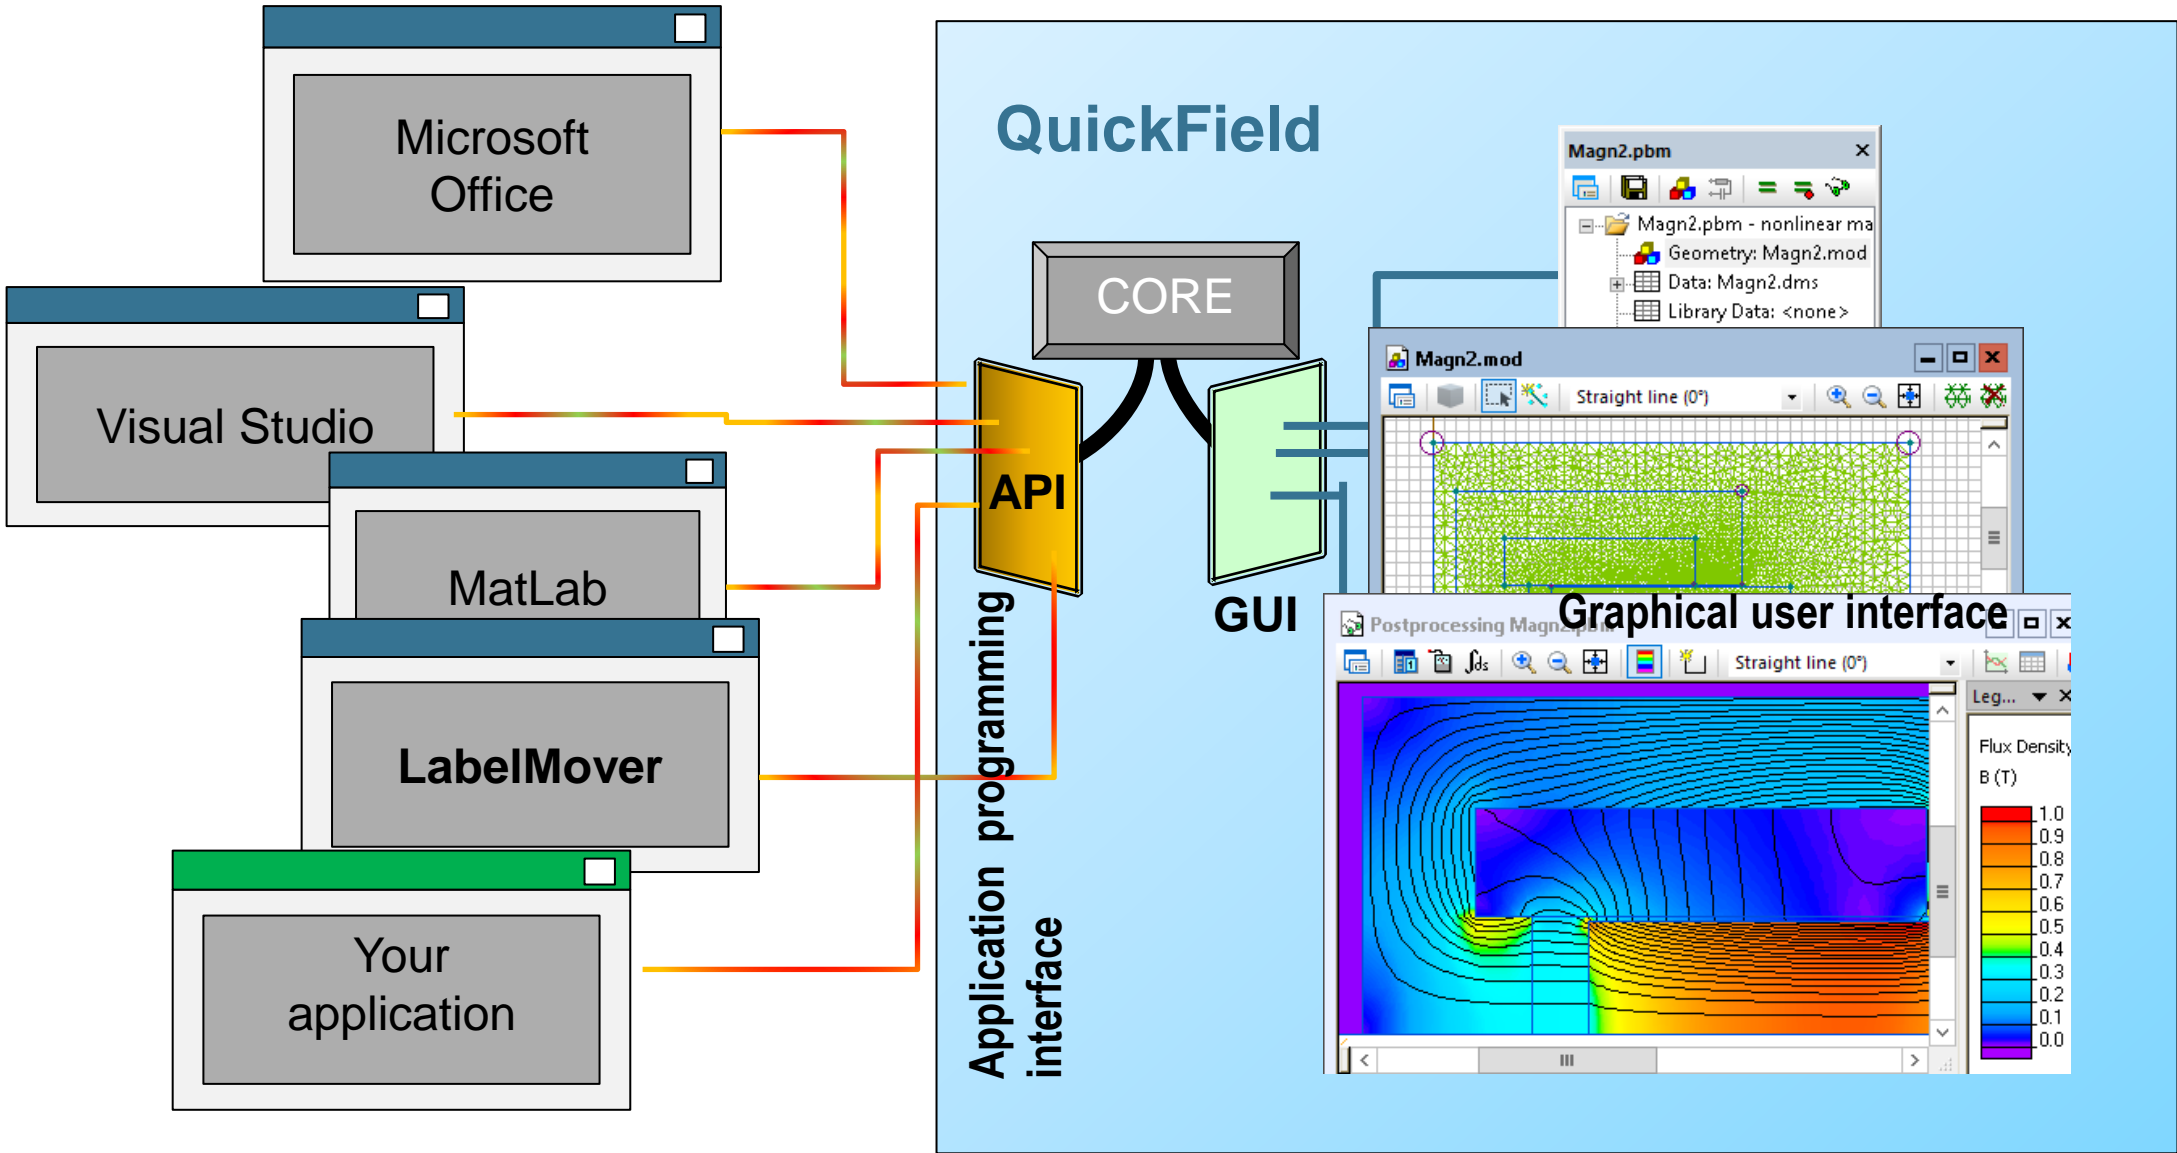 Microsoft
Office
Visual Studio
MatLab
LabelMover
Your
application
QuickField
CORE
API
GUI
Application programming
interface
Graphical user interface
Magn2.pbm
Magn2.pbm - nonlinear ma
Geometry: Magn2.mod
Data: Magn2.dms
Library Data: <none>
Magn2.mod
Straight line (0°)
Postprocessing Magn2.pbm
Straight line (0°)
Leg...
Flux Density
B (T)
1.0
0.9
0.8
0.7
0.6
0.5
0.4
0.3
0.2
0.1
0.0